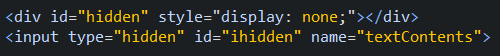 <div id="hidden" style="display: none;"></div>
<input type="hidden" id="ihidden" name="textContents">